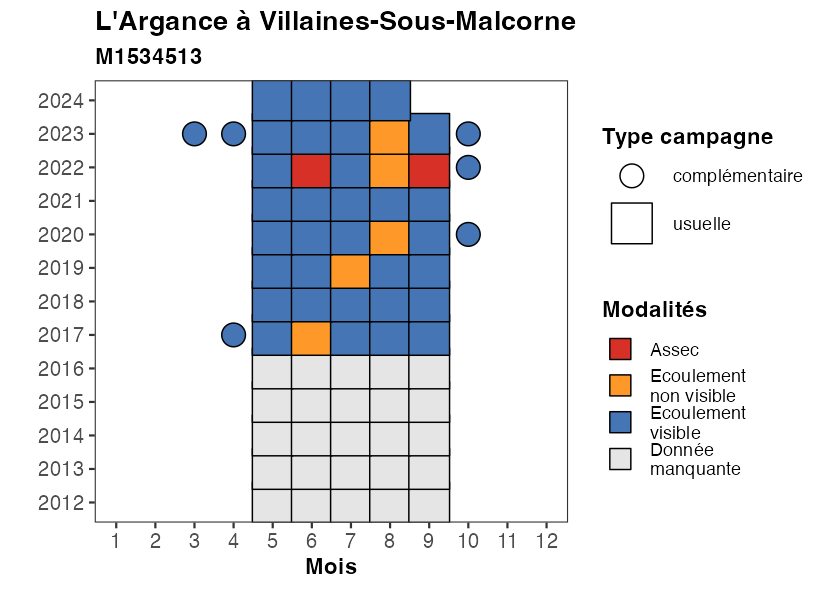 L'Argance à Villaines-Sous-Malcorne
M1534513
2024
2023
2022
2021
2020
2019
2018
2017
2016
2015
2014
2013
2012
1 2 3 4 5 6 7 8 9 10 11 12
Mois
Type campagne
complémentaire
usuelle
Modalités
Assec
Ecoulement
non visible
Ecoulement
visible
Donnée
manquante